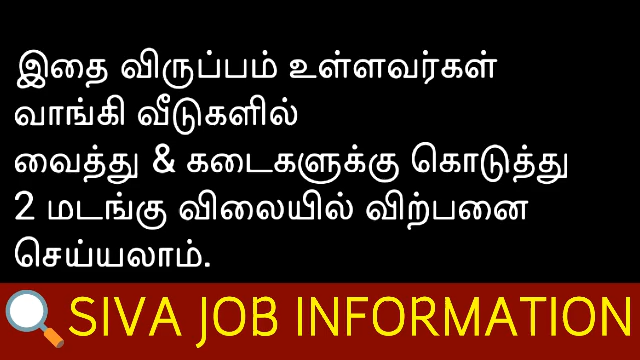 இதை விருப்பம் உள்ளவர்கள்
வாங்கி வீடுகளில்
வைத்து & கடைகளுக்கு கொடுத்து
2 மடங்கு விலையில் விற்பனை
செய்யலாம்.
SIVA JOB INFORMATION